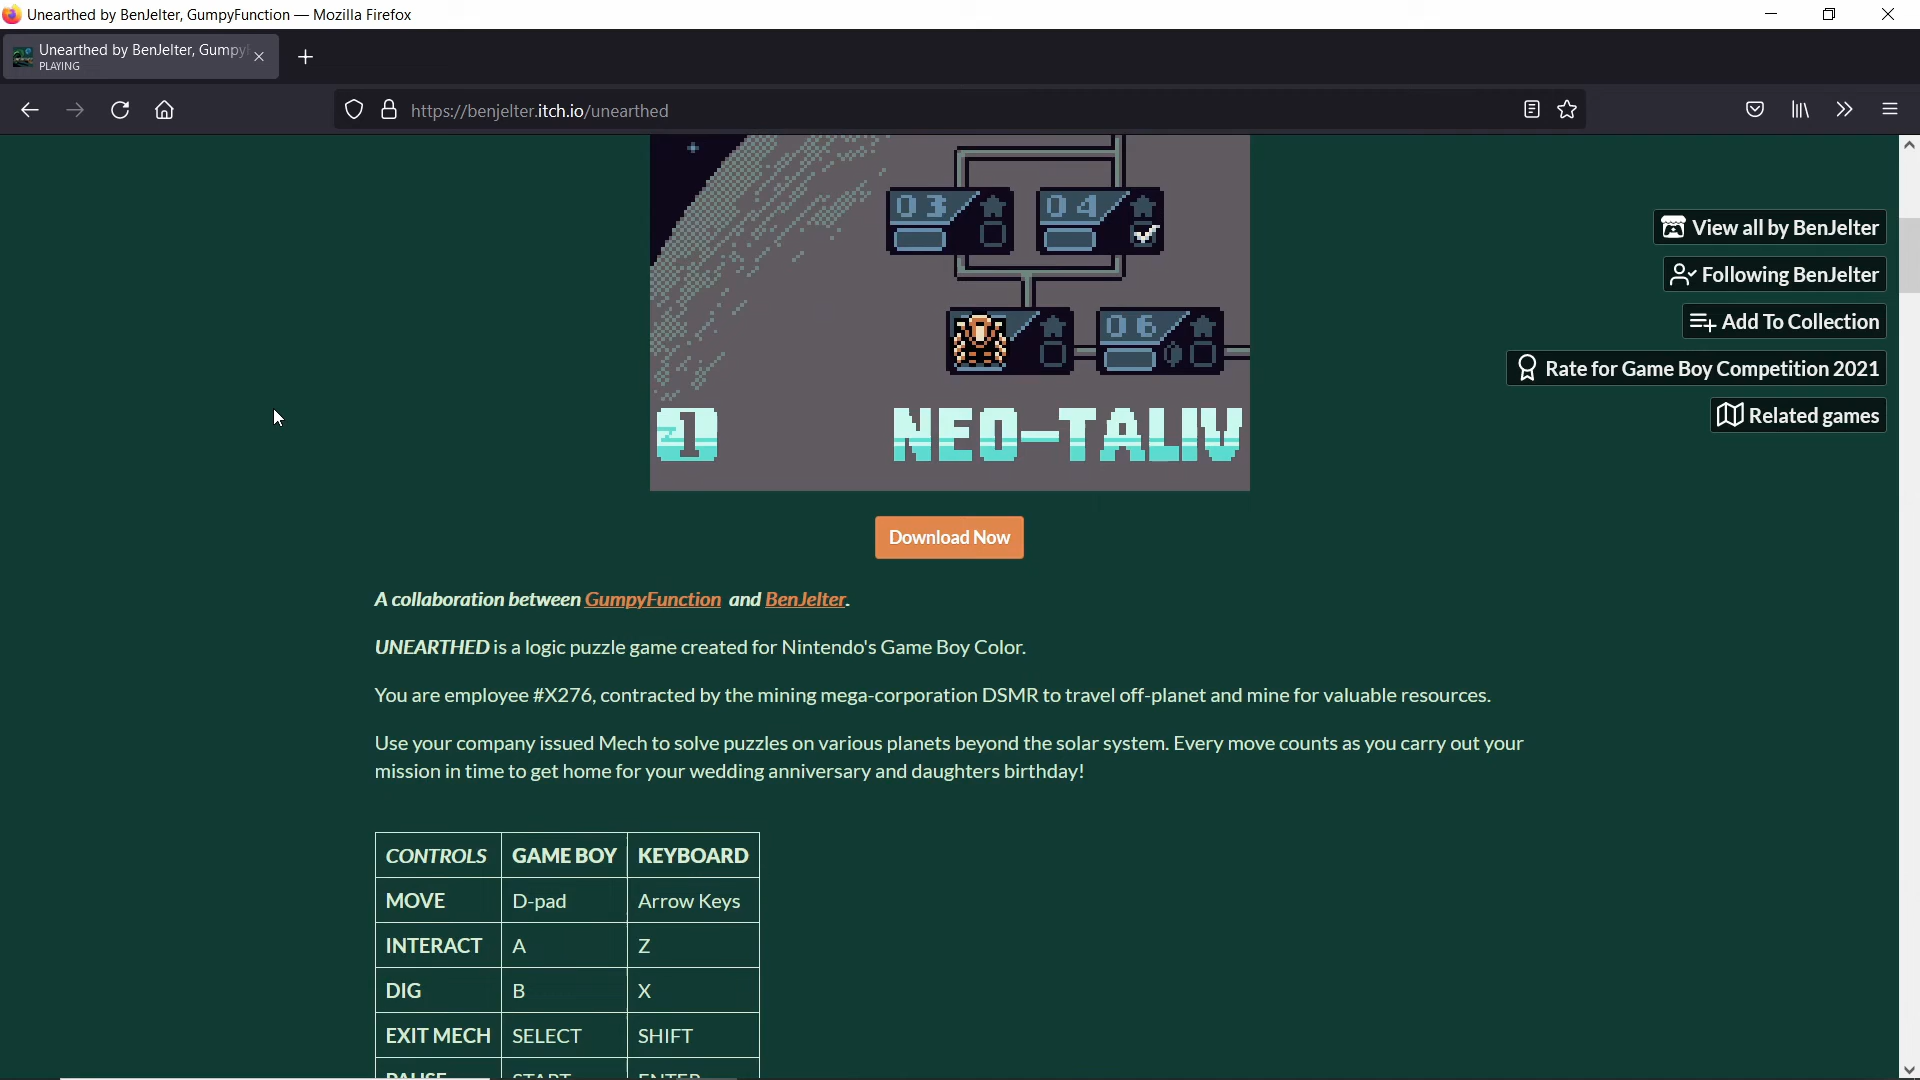 Unearthed by BenJelter, GumpyFunction — Mozilla Firefox
Unearthed by BenJelter, Gumpy
PLAYING
https://benjelter.itch.io/unearthed
03
04
06
1
NEO-TALIV
View all by BenJelter
Following BenJelter
Add To Collection
Rate for Game Boy Competition 2021
Related games
Download Now
A collaboration between GumpyFunction and BenJelter.
UNEARTHED is a logic puzzle game created for Nintendo's Game Boy Color.
You are employee #X276, contracted by the mining mega-corporation DSMR to travel off-planet and mine for valuable resources.
Use your company issued Mech to solve puzzles on various planets beyond the solar system. Every move counts as you carry out your
mission in time to get home for your wedding anniversary and daughters birthday!
CONTROLS GAME BOY KEYBOARD
MOVE D-pad Arrow Keys
INTERACT A Z
DIG B X
EXIT MECH SELECT SHIFT
PAUSE START ENTER